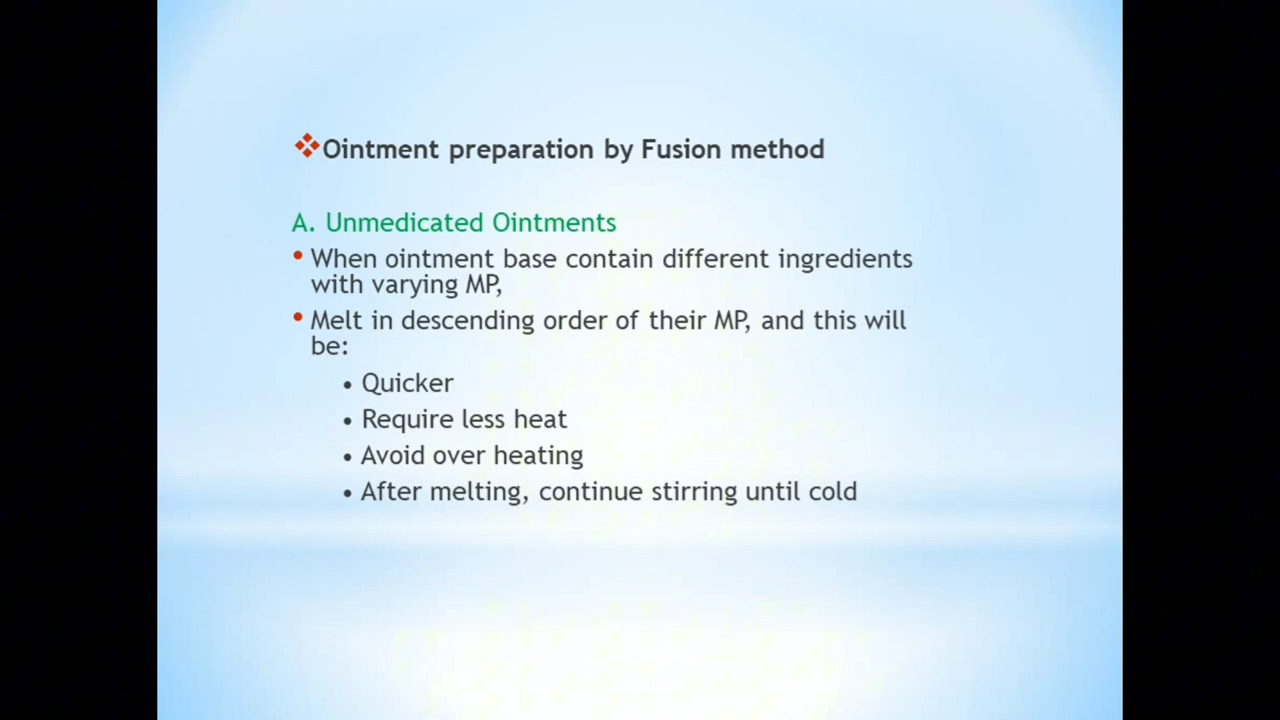 ❖Ointment preparation by Fusion method
A. Unmedicated Ointments
• When ointment base contain different ingredients
with varying MP,
• Melt in descending order of their MP, and this will
be:
• Quicker
• Require less heat
• Avoid over heating
• After melting, continue stirring until cold